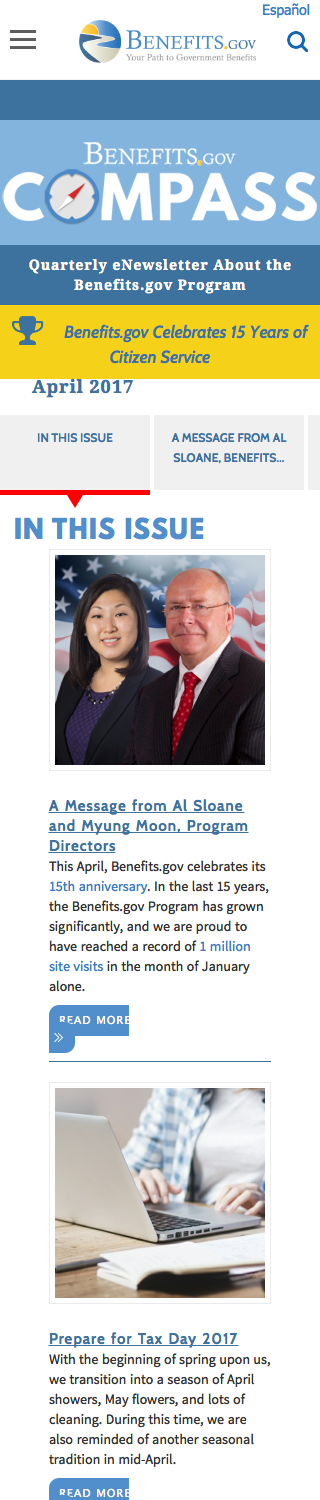 Español
BENEFITS.GOV
Your Path to Government Benefits
BENEFITS.GOV
COMPASS
Quarterly eNewsletter About the
Benefits.gov Program
Benefits.gov Celebrates 15 Years of
Citizen Service
April 2017
IN THIS ISSUE
A MESSAGE FROM AL
SLOANE, BENEFITS...
IN THIS ISSUE
A Message from Al Sloane
and Myung Moon, Program
Directors
This April, Benefits.gov celebrates its
15th anniversary. In the last 15 years,
the Benefits.gov Program has grown
significantly, and we are proud to
have reached a record of 1 million
site visits in the month of January
alone.
READ MORE
»
Prepare for Tax Day 2017
With the beginning of spring upon us,
we transition into a season of April
showers, May flowers, and lots of
cleaning. During this time, we are
also reminded of another seasonal
tradition in mid-April.
READ MORE